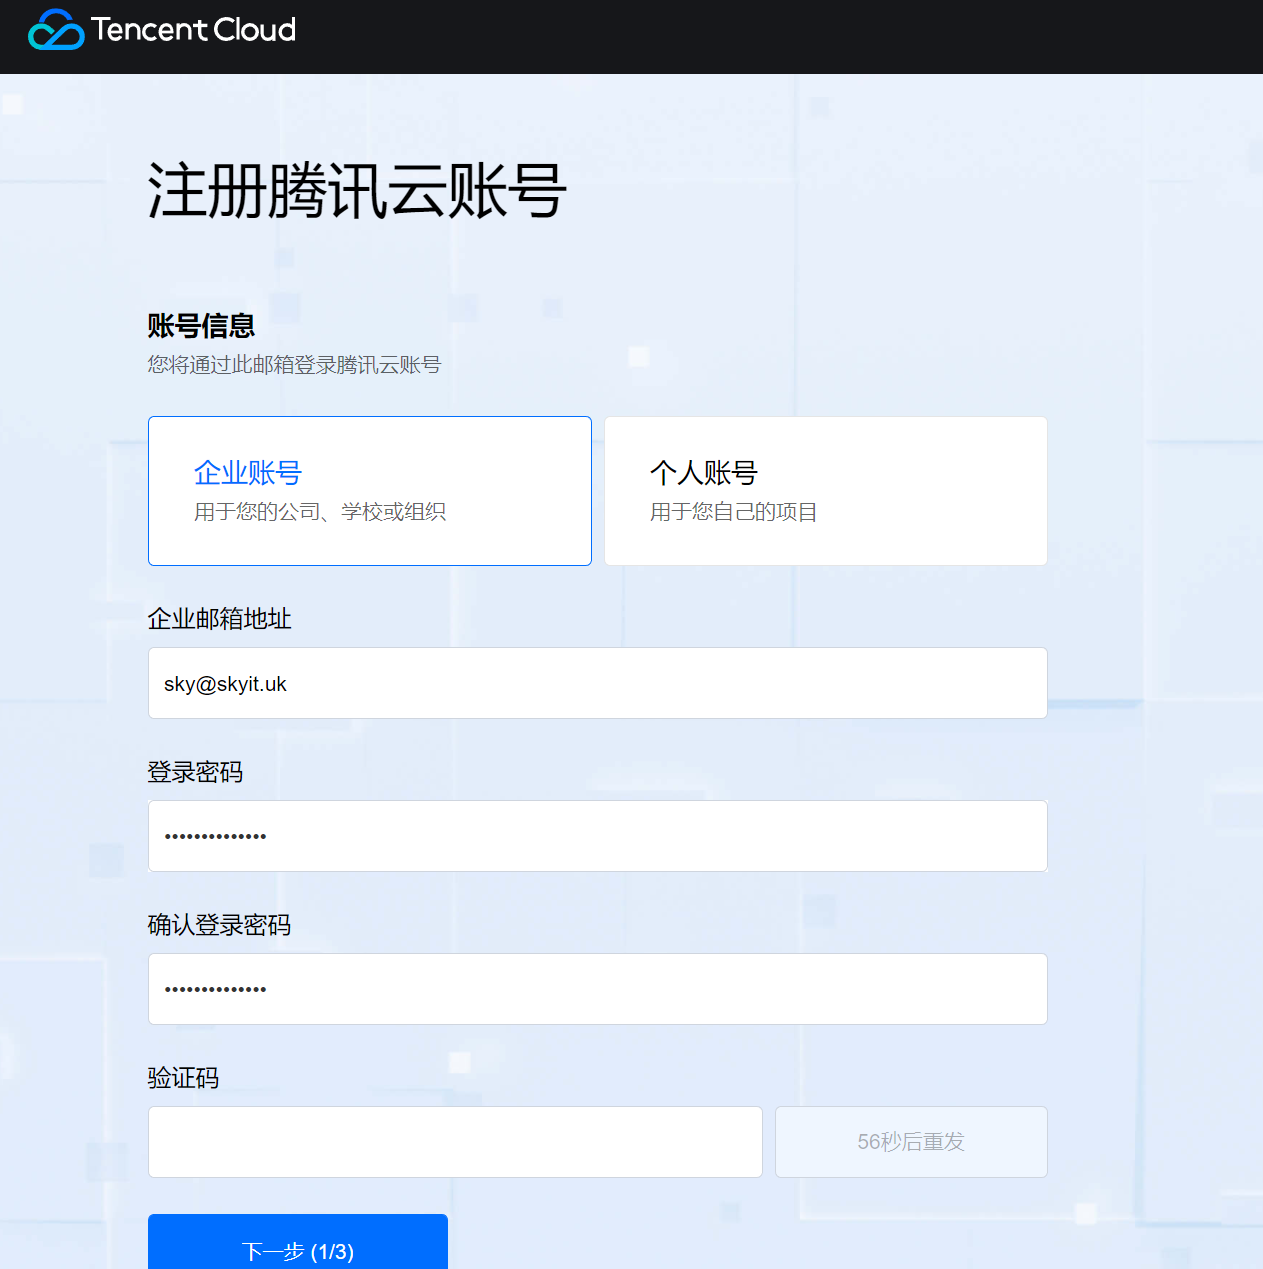 Tencent Cloud
注册腾讯云账号
账号信息
您将通过此邮箱登录腾讯云账号
企业账号
用于您的公司、学校或组织
个人账号
用于您自己的项目
企业邮箱地址
sky@skyit.uk
登录密码
••••••••••••••
确认登录密码
••••••••••••••
验证码
56秒后重发
下一步 (1/3)